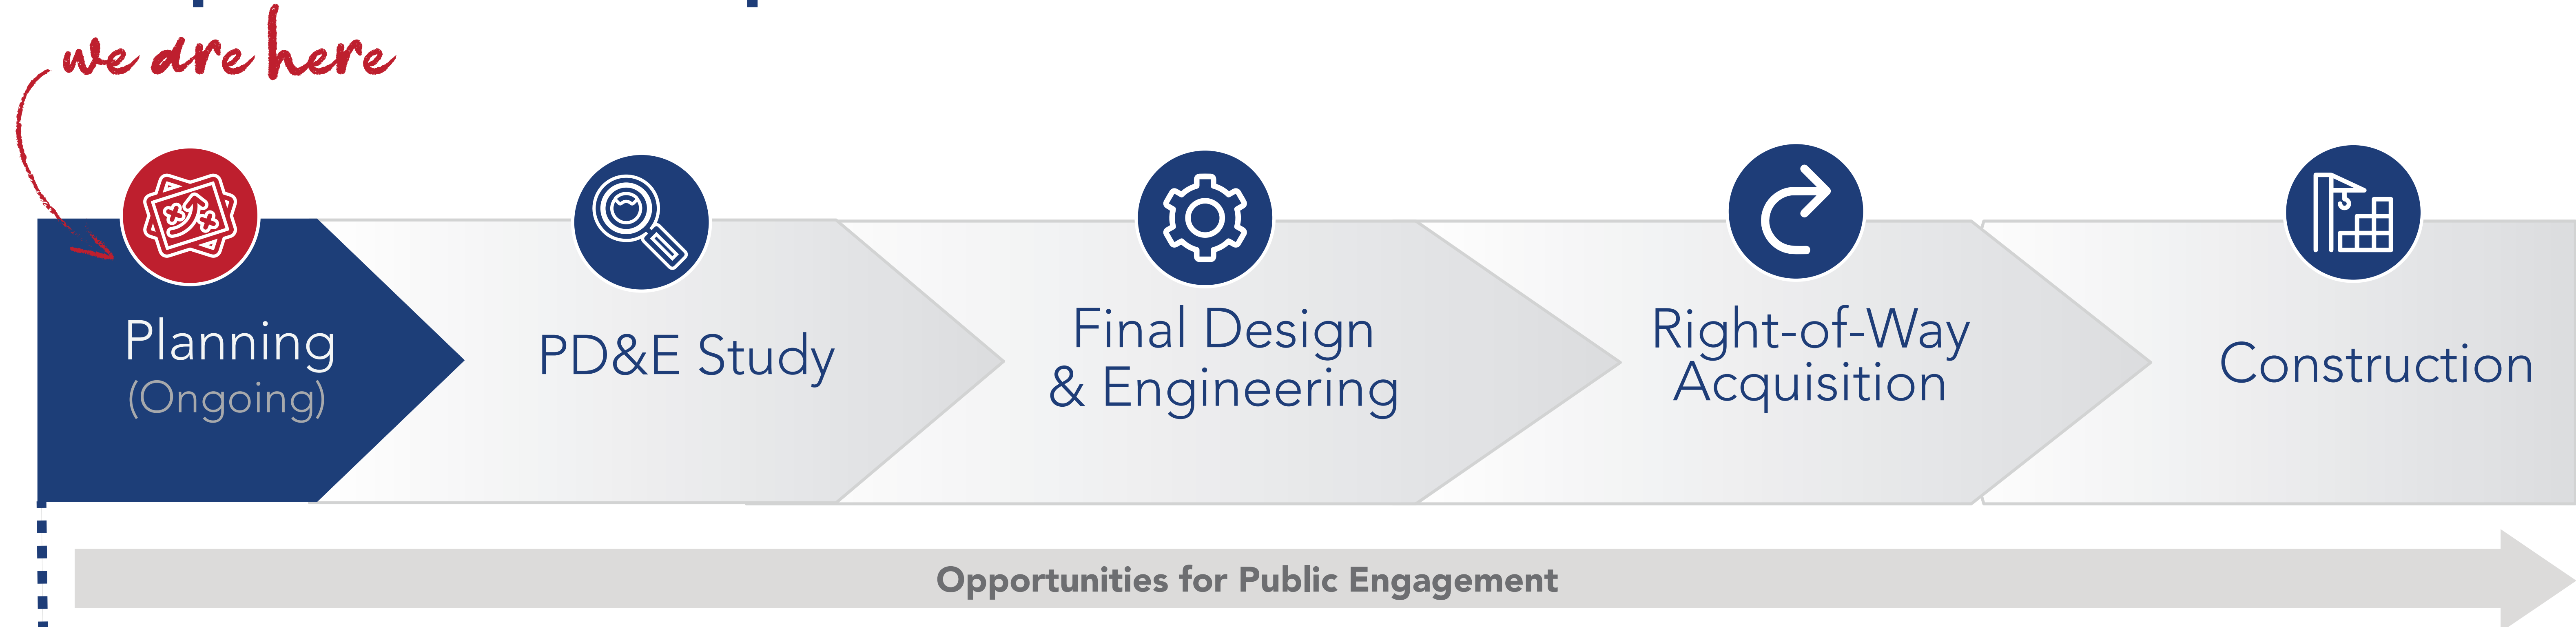 we are here
Planning
(Ongoing)
PD&E Study
Final Design
& Engineering
Right-of-Way
Acquisition
Construction
Opportunities for Public Engagement